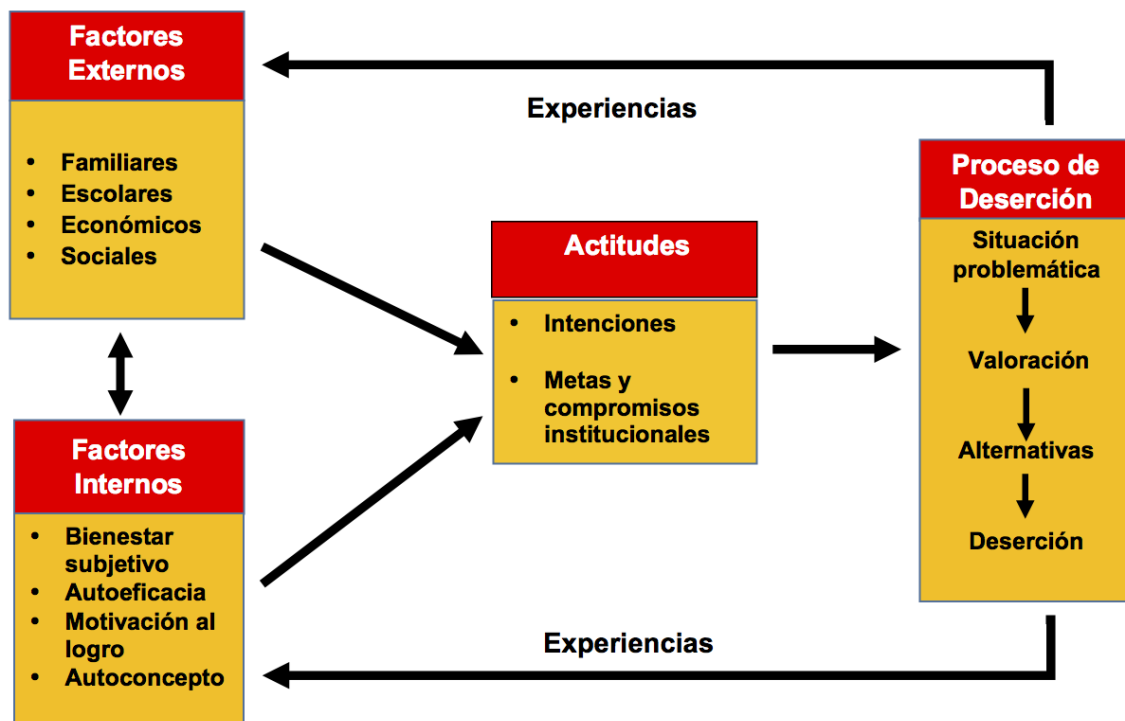 Factores
Externos
• Familiares
• Escolares
• Económicos
• Sociales
Factores
Internos
• Bienestar
subjetivo
• Autoeficacia
• Motivación al
logro
• Autoconcepto
Experiencias
Actitudes
• Intenciones
• Metas y
compromisos
institucionales
Experiencias
Proceso de
Deserción
Situación
problemática
Valoración
Alternativas
Deserción